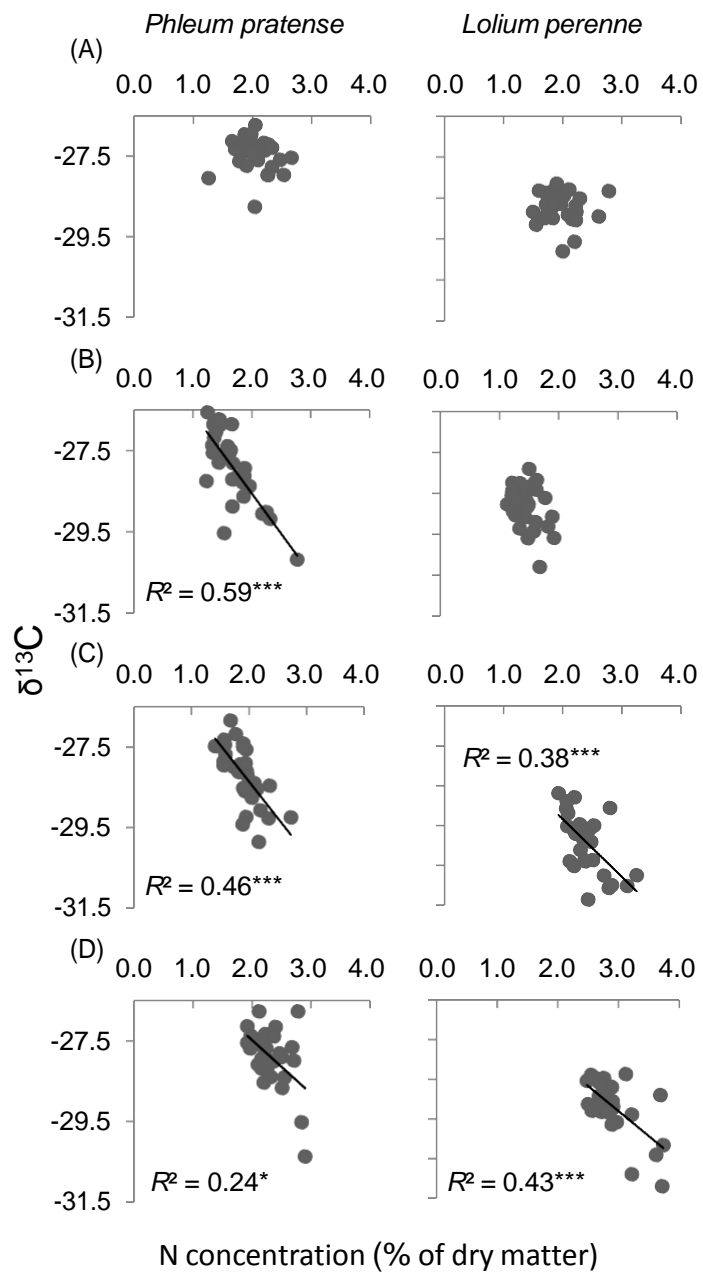 Phleum pratense Lolium perenne
(A)
0.0 1.0 2.0 3.0 4.0 0.0 1.0 2.0 3.0 4.0
-27.5
-29.5
-31.5
(B)
0.0 1.0 2.0 3.0 4.0 0.0 1.0 2.0 3.0 4.0
-27.5
-29.5
R² = 0.59***
-31.5
δ¹³C
(C)
0.0 1.0 2.0 3.0 4.0 0.0 1.0 2.0 3.0 4.0
-27.5
R² = 0.38***
-29.5
R² = 0.46***
-31.5
(D)
0.0 1.0 2.0 3.0 4.0 0.0 1.0 2.0 3.0 4.0
-27.5
-29.5
R² = 0.24* R² = 0.43***
-31.5
N concentration (% of dry matter)